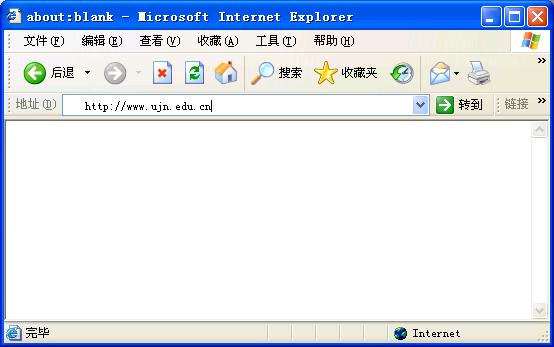 about:blank - Microsoft Internet Explorer
文件(F) 编辑(E) 查看(V) 收藏(A) 工具(T) 帮助(H)
后退 搜索 收藏夹 »
地址(D) http://www.ujn.edu.cn 转到 链接 »
完毕 Internet